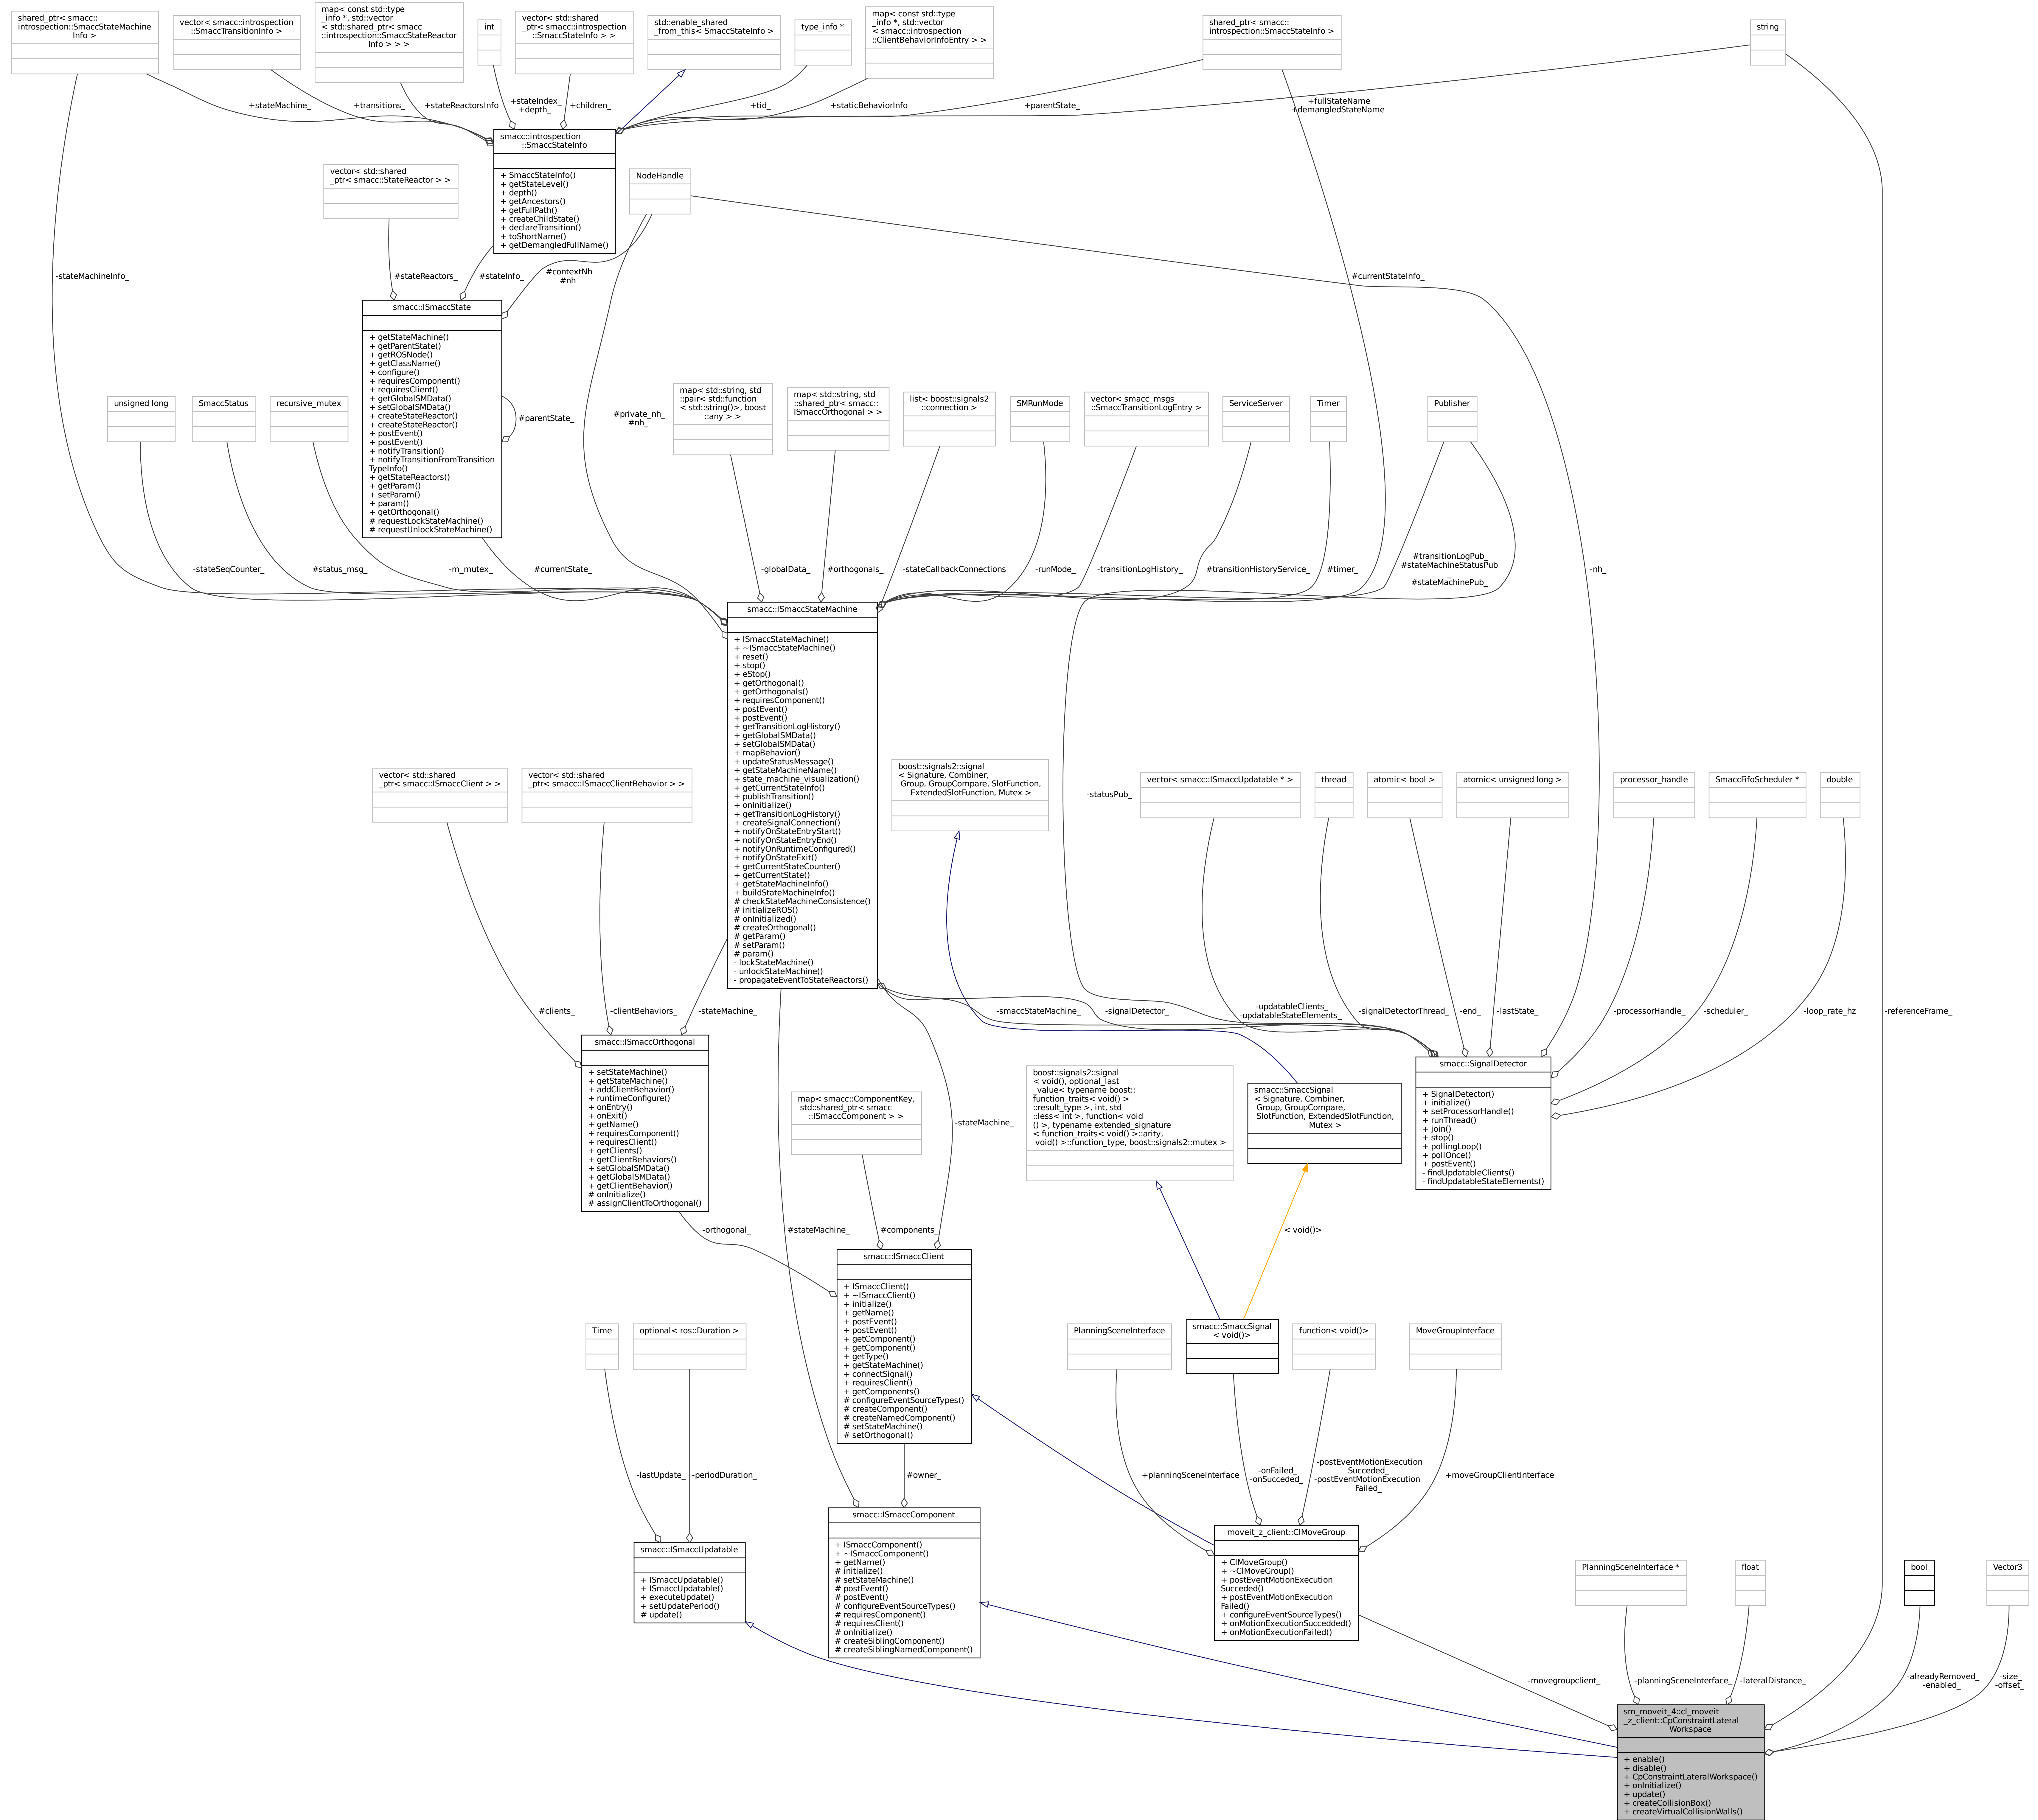 shared_ptr< smacc::
introspection::SmaccStateMachine
Info >
vector< smacc::introspection
::SmaccTransitionInfo >
map< const std::type
_info *, std::vector
< std::shared_ptr< smacc
::introspection::SmaccStateReactor
Info > > >
int
vector< std::shared
_ptr< smacc::introspection
::SmaccStateInfo > >
std::enable_shared
_from_this< SmaccStateInfo >
type_info *
map< const std::type
_info *, std::vector
< smacc::introspection
::ClientBehaviorInfoEntry > >
shared_ptr< smacc::
introspection::SmaccStateInfo >
string
+stateMachine_
+transitions_
+stateReactorsInfo
+stateIndex_
+depth_
+children_
+tid_
+staticBehaviorInfo
+parentState_
+fullStateName
+demangledStateName
smacc::introspection
::SmaccStateInfo
+ SmaccStateInfo()
+ getStateLevel()
+ depth()
+ getAncestors()
+ getFullPath()
+ createChildState()
+ declareTransition()
+ toShortName()
+ getDemangledFullName()
vector< std::shared
_ptr< smacc::StateReactor > >
NodeHandle
-stateMachineInfo_
#stateReactors_
#stateInfo_
#contextNh
#nh
#currentStateInfo_
smacc::ISmaccState
+ getStateMachine()
+ getParentState()
+ getROSNode()
+ getClassName()
+ configure()
+ requiresComponent()
+ requiresClient()
+ getGlobalSMData()
+ setGlobalSMData()
+ createStateReactor()
+ createStateReactor()
+ postEvent()
+ postEvent()
+ notifyTransition()
+ notifyTransitionFromTransition
TypeInfo()
+ getStateReactors()
+ getParam()
+ setParam()
+ param()
+ getOrthogonal()
# requestLockStateMachine()
# requestUnlockStateMachine()
#parentState_
#private_nh_
#nh_
unsigned long
SmaccStatus
recursive_mutex
map< std::string, std
::pair< std::function
< std::string()>, boost
::any > >
map< std::string, std
::shared_ptr< smacc::
ISmaccOrthogonal > >
list< boost::signals2
::connection >
SMRunMode
vector< smacc_msgs
::SmaccTransitionLogEntry >
ServiceServer
Timer
Publisher
-stateSeqCounter_
#status_msg_
-m_mutex_
#currentState_
-globalData_
#orthogonals_
-stateCallbackConnections
-runMode_
-transitionLogHistory_
#transitionHistoryService_
#timer_
#transitionLogPub_
#stateMachineStatusPub
_
#stateMachinePub_
-nh_
smacc::ISmaccStateMachine
+ ISmaccStateMachine()
+ ~ISmaccStateMachine()
+ reset()
+ stop()
+ eStop()
+ getOrthogonal()
+ getOrthogonals()
+ requiresComponent()
+ postEvent()
+ postEvent()
+ getTransitionLogHistory()
+ getGlobalSMData()
+ setGlobalSMData()
+ mapBehavior()
+ updateStatusMessage()
+ getStateMachineName()
+ state_machine_visualization()
+ getCurrentStateInfo()
+ publishTransition()
+ onInitialize()
+ getTransitionLogHistory()
+ createSignalConnection()
+ notifyOnStateEntryStart()
+ notifyOnStateEntryEnd()
+ notifyOnRuntimeConfigured()
+ notifyOnStateExit()
+ getCurrentStateCounter()
+ getCurrentState()
+ getStateMachineInfo()
+ buildStateMachineInfo()
# checkStateMachineConsistence()
# initializeROS()
# onInitialized()
# createOrthogonal()
# getParam()
# setParam()
# param()
- lockStateMachine()
- unlockStateMachine()
- propagateEventToStateReactors()
vector< std::shared
_ptr< smacc::ISmaccClient > >
vector< std::shared
_ptr< smacc::ISmaccClientBehavior > >
boost::signals2::signal
< Signature, Combiner,
Group, GroupCompare, SlotFunction,
ExtendedSlotFunction, Mutex >
-statusPub_
vector< smacc::ISmaccUpdatable * >
thread
atomic< bool >
atomic< unsigned long >
processor_handle
SmaccFifoScheduler *
double
#clients_
-clientBehaviors_
-stateMachine_
-smaccStateMachine_
-signalDetector_
-updatableClients_
-updatableStateElements_
-signalDetectorThread_
-end_
-lastState_
-processorHandle_
-scheduler_
-loop_rate_hz
-referenceFrame_
smacc::ISmaccOrthogonal
+ setStateMachine()
+ getStateMachine()
+ addClientBehavior()
+ runtimeConfigure()
+ onEntry()
+ onExit()
+ getName()
+ requiresComponent()
+ requiresClient()
+ getClients()
+ getClientBehaviors()
+ setGlobalSMData()
+ getGlobalSMData()
+ getClientBehavior()
# onInitialize()
# assignClientToOrthogonal()
map< smacc::ComponentKey,
std::shared_ptr< smacc
::ISmaccComponent > >
-stateMachine_
boost::signals2::signal
< void(), optional_last
_value< typename boost::
function_traits< void()>
::result_type >, int, std
::less< int >, function< void
() >, typename extended_signature
< function_traits< void() >::arity,
void() >::function_type, boost::signals2::mutex >
smacc::SmaccSignal
< Signature, Combiner,
Group, GroupCompare,
SlotFunction, ExtendedSlotFunction,
Mutex >
smacc::SignalDetector
+ SignalDetector()
+ initialize()
+ setProcessorHandle()
+ runThread()
+ join()
+ stop()
+ pollingLoop()
+ pollOnce()
+ postEvent()
- findUpdatableClients()
- findUpdatableStateElements()
-orthogonal_
#stateMachine_
#components_
< void()>
smacc::ISmaccClient
+ ISmaccClient()
+ ~ISmaccClient()
+ initialize()
+ getName()
+ postEvent()
+ postEvent()
+ getComponent()
+ getComponent()
+ getType()
+ getStateMachine()
+ connectSignal()
+ requiresClient()
+ getComponents()
# configureEventSourceTypes()
# createComponent()
# createNamedComponent()
# setStateMachine()
# setOrthogonal()
Time
optional< ros::Duration >
PlanningSceneInterface
smacc::SmaccSignal
< void()>
function< void()>
MoveGroupInterface
-lastUpdate_
-periodDuration_
#owner_
+planningSceneInterface
-onFailed_
-onSucceded_
-postEventMotionExecution
Succeded_
-postEventMotionExecution
Failed_
+moveGroupClientInterface
smacc::ISmaccUpdatable
+ ISmaccUpdatable()
+ ISmaccUpdatable()
+ executeUpdate()
+ setUpdatePeriod()
# update()
smacc::ISmaccComponent
+ ISmaccComponent()
+ ~ISmaccComponent()
+ getName()
# initialize()
# setStateMachine()
# postEvent()
# postEvent()
# configureEventSourceTypes()
# requiresComponent()
# requiresClient()
# onInitialize()
# createSiblingComponent()
# createSiblingNamedComponent()
moveit_z_client::ClMoveGroup
+ ClMoveGroup()
+ ~ClMoveGroup()
+ postEventMotionExecution
Succeded()
+ postEventMotionExecution
Failed()
+ configureEventSourceTypes()
+ onMotionExecutionSuccedded()
+ onMotionExecutionFailed()
PlanningSceneInterface *
float
bool
Vector3
-movegroupclient_
-planningSceneInterface_
-lateralDistance_
-alreadyRemoved_
-enabled_
-size_
-offset_
sm_moveit_4::cl_moveit
_z_client::CpConstraintLateral
Workspace
+ enable()
+ disable()
+ CpConstraintLateralWorkspace()
+ onInitialize()
+ update()
+ createCollisionBox()
+ createVirtualCollisionWalls()